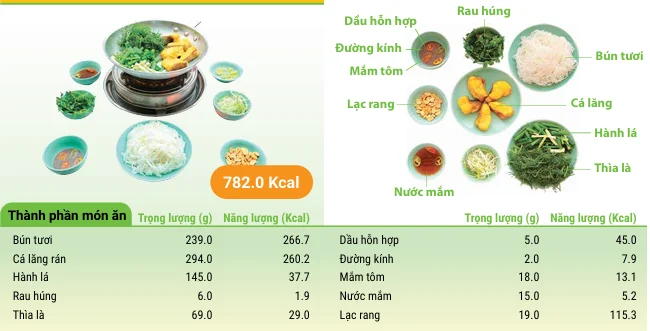 782.0 Kcal
Dầu hỗn hợp
Rau húng
Đường kính
Mắm tôm
Bún tươi
Lạc rang
Cá lăng
Hành lá
Thìa là
Nước mắm
Thành phần món ăn Trọng lượng (g) Năng lượng (Kcal)
Bún tươi 239.0 266.7
Cá lăng rán 294.0 260.2
Hành lá 145.0 37.7
Rau húng 6.0 1.9
Thìa là 69.0 29.0
Trọng lượng (g) Năng lượng (Kcal)
Dầu hỗn hợp 5.0 45.0
Đường kính 2.0 7.9
Mắm tôm 18.0 13.1
Nước mắm 15.0 5.2
Lạc rang 19.0 115.3